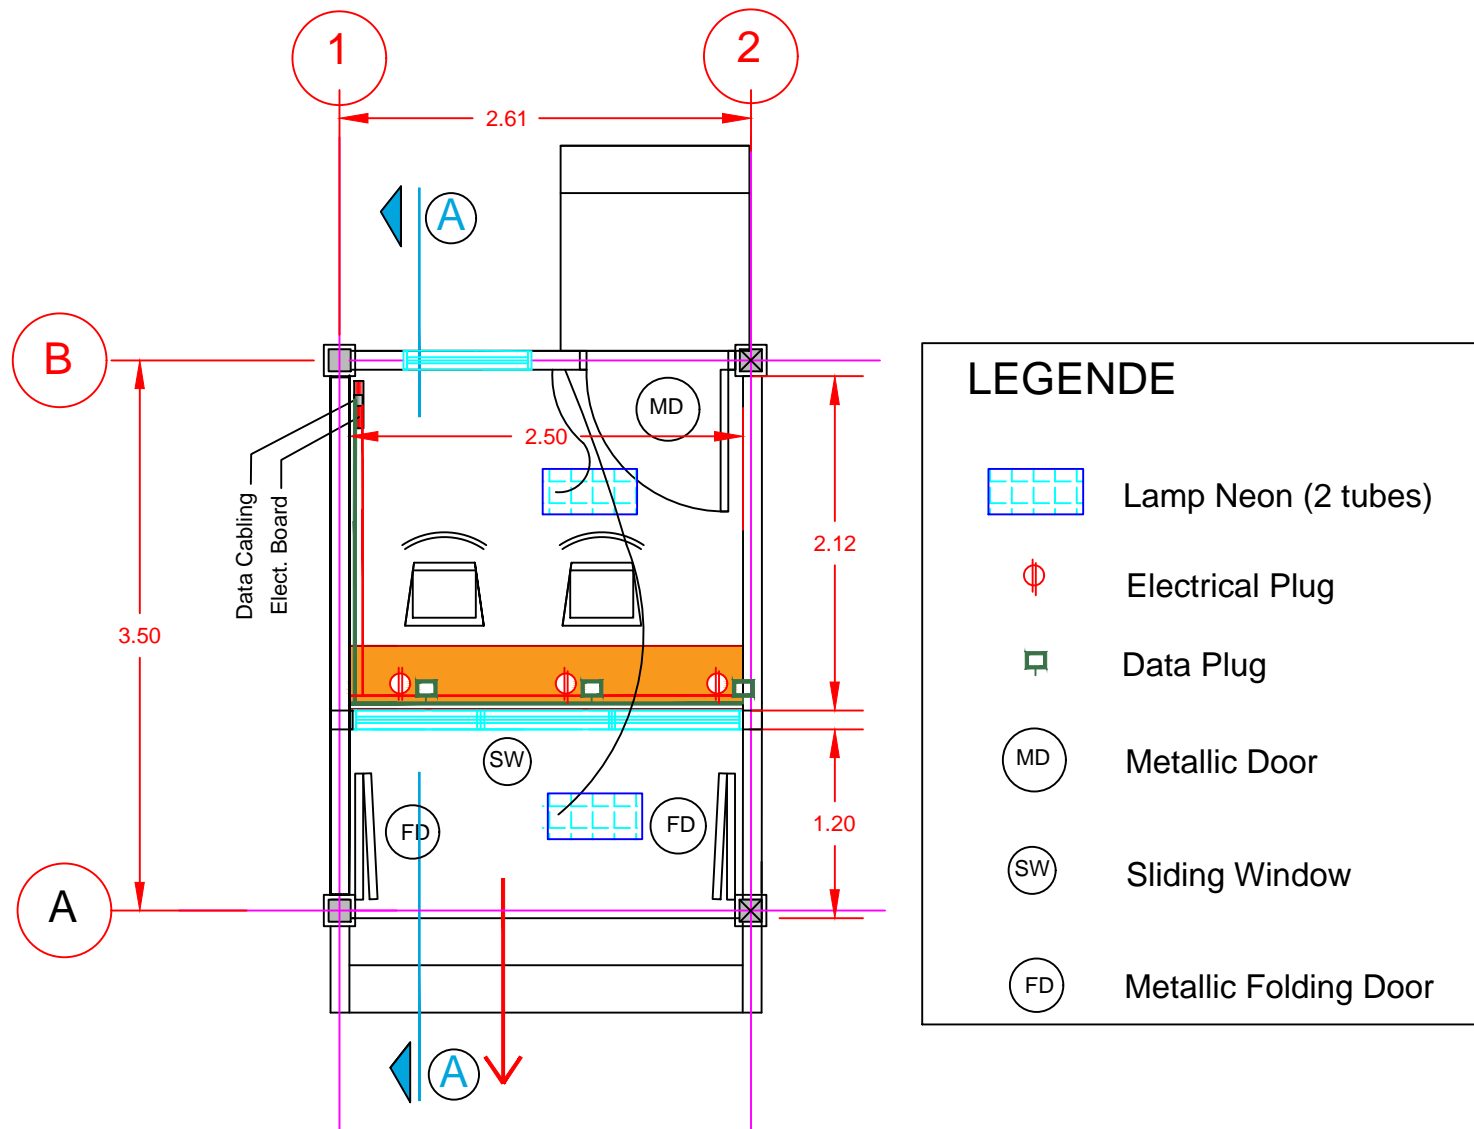 1
2
2.61
A
B
LEGENDE
MD
2.50
Lamp Neon (2 tubes)
Data Cabling
Elect. Board
2.12
Electrical Plug
3.50
Data Plug
SW
MD
Metallic Door
FD
FD
1.20
SW
Sliding Window
A
FD
Metallic Folding Door
A